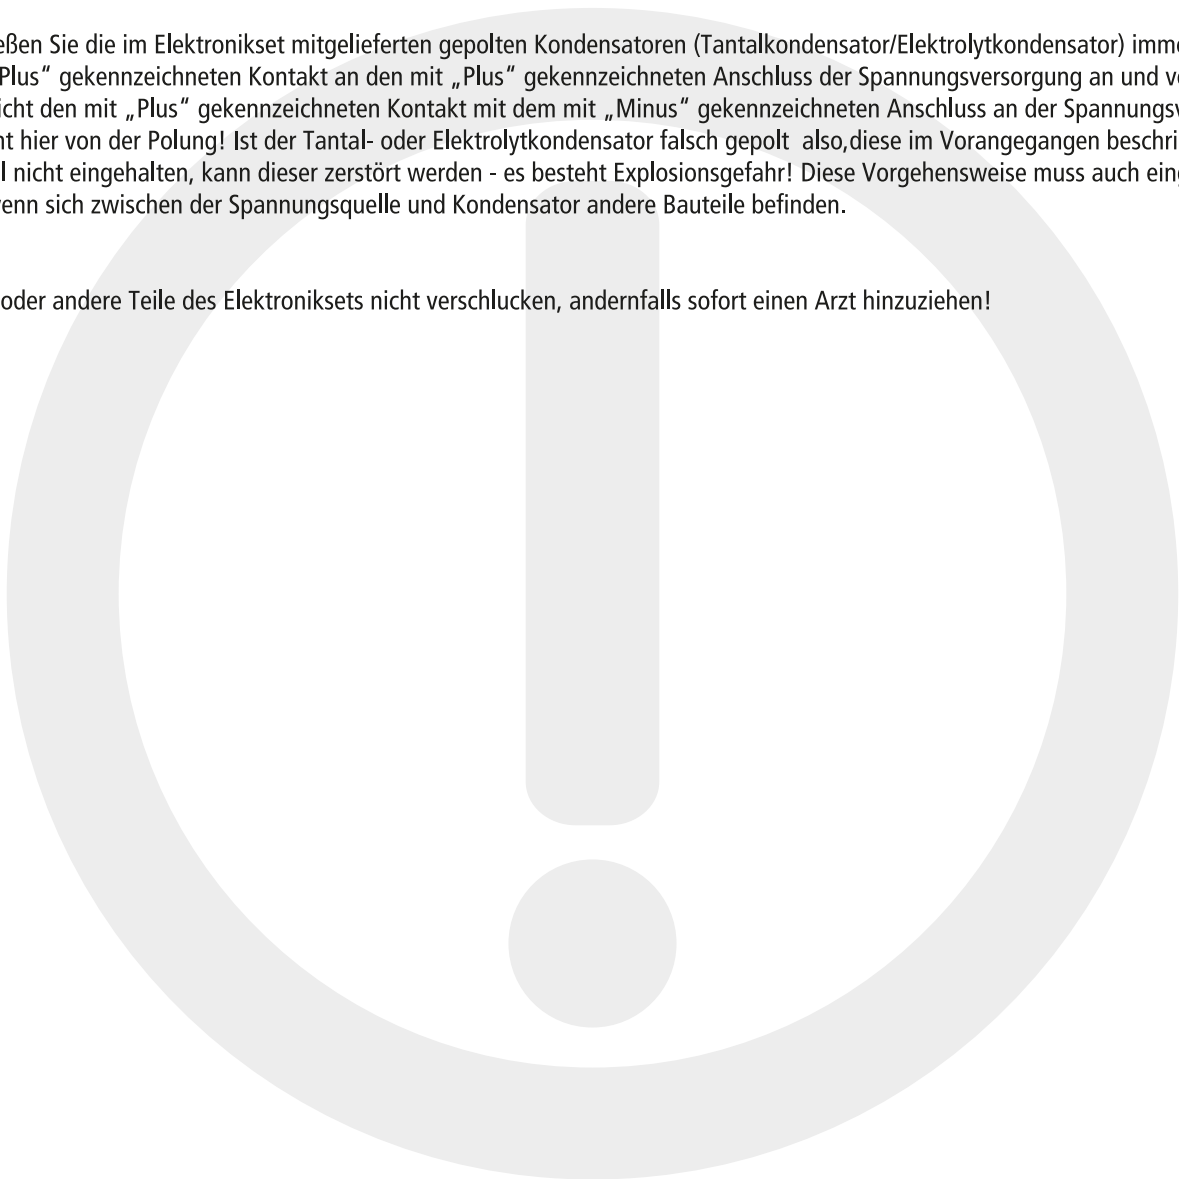 eßen Sie die im Elektronikset mitgelieferten gepolten Kondensatoren (Tantalkondensator/Elektrolytkondensator) imme
Plus“ gekennzeichneten Kontakt an den mit „Plus“ gekennzeichneten Anschluss der Spannungsversorgung an und v
icht den mit „Plus“ gekennzeichneten Kontakt mit dem mit „Minus“ gekennzeichneten Anschluss an der Spannungsv
nt hier von der Polung! Ist der Tantal- oder Elektrolytkondensator falsch gepolt also,diese im Vorangegangen beschri
l nicht eingehalten, kann dieser zerstört werden - es besteht Explosionsgefahr! Diese Vorgehensweise muss auch eing
venn sich zwischen der Spannungsquelle und Kondensator andere Bauteile befinden.
oder andere Teile des Elektroniksets nicht verschlucken, andernfalls sofort einen Arzt hinzuziehen!